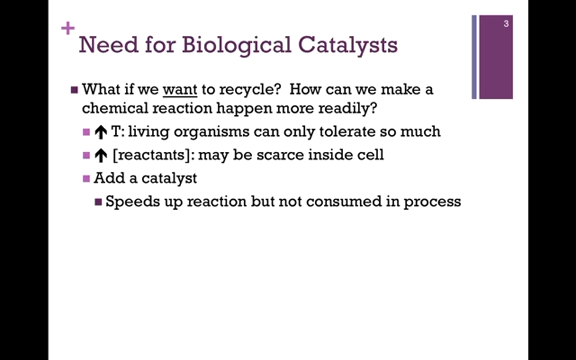 3
+
Need for Biological Catalysts
■ What if we want to recycle? How can we make a
chemical reaction happen more readily?
■ 🡅 T: living organisms can only tolerate so much
■ 🡅 [reactants]: may be scarce inside cell
■ Add a catalyst
■ Speeds up reaction but not consumed in process